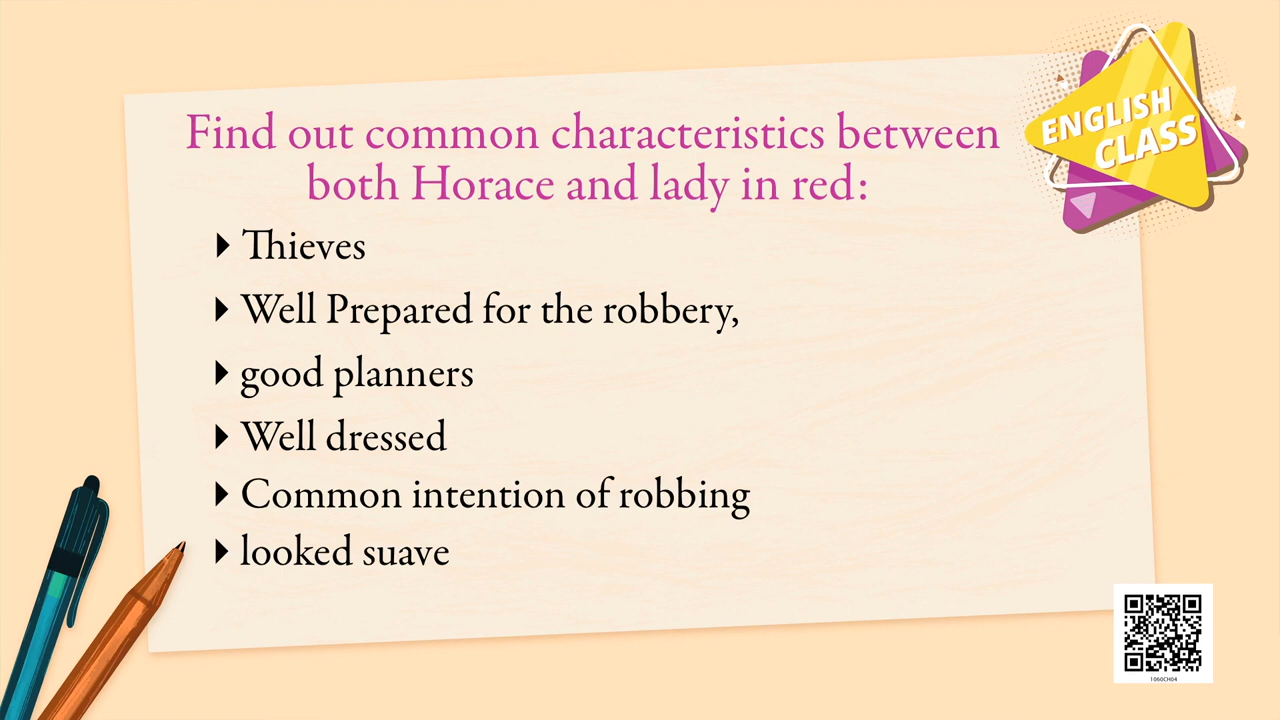 ENGLISH
CLASS
Find out common characteristics between
both Horace and lady in red:
Thieves
Well Prepared for the robbery,
good planners
Well dressed
Common intention of robbing
looked suave
1060CH04